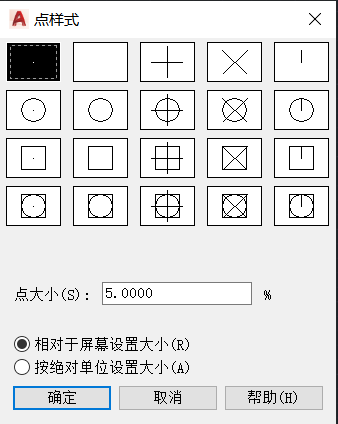 点样式
点大小(S): 5.0000 %
相对于屏幕设置大小(R)
按绝对单位设置大小(A)
确定 取消 帮助(H)